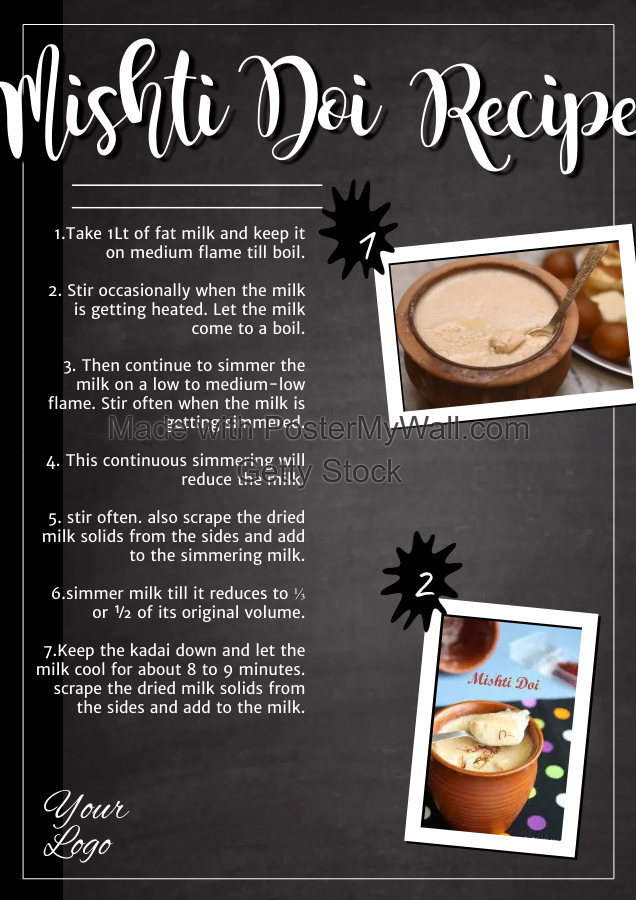 Mishti Doi Recipe
1.Take 1Lt of fat milk and keep it
on medium flame till boil.
2. Stir occasionally when the milk
is getting heated. Let the milk
come to a boil.
3. Then continue to simmer the
milk on a low to medium-low
flame. Stir often when the milk is
getting simmered.
4. This continuous simmering will
reduce the milk.
5. stir often. also scrape the dried
milk solids from the sides and add
to the simmering milk.
6.simmer milk till it reduces to ⅓
or ½ of its original volume.
7.Keep the kadai down and let the
milk cool for about 8 to 9 minutes.
scrape the dried milk solids from
the sides and add to the milk.
1
2
Mishti Doi
Made with PosterMyWall.com
Getty Stock
Your
Logo